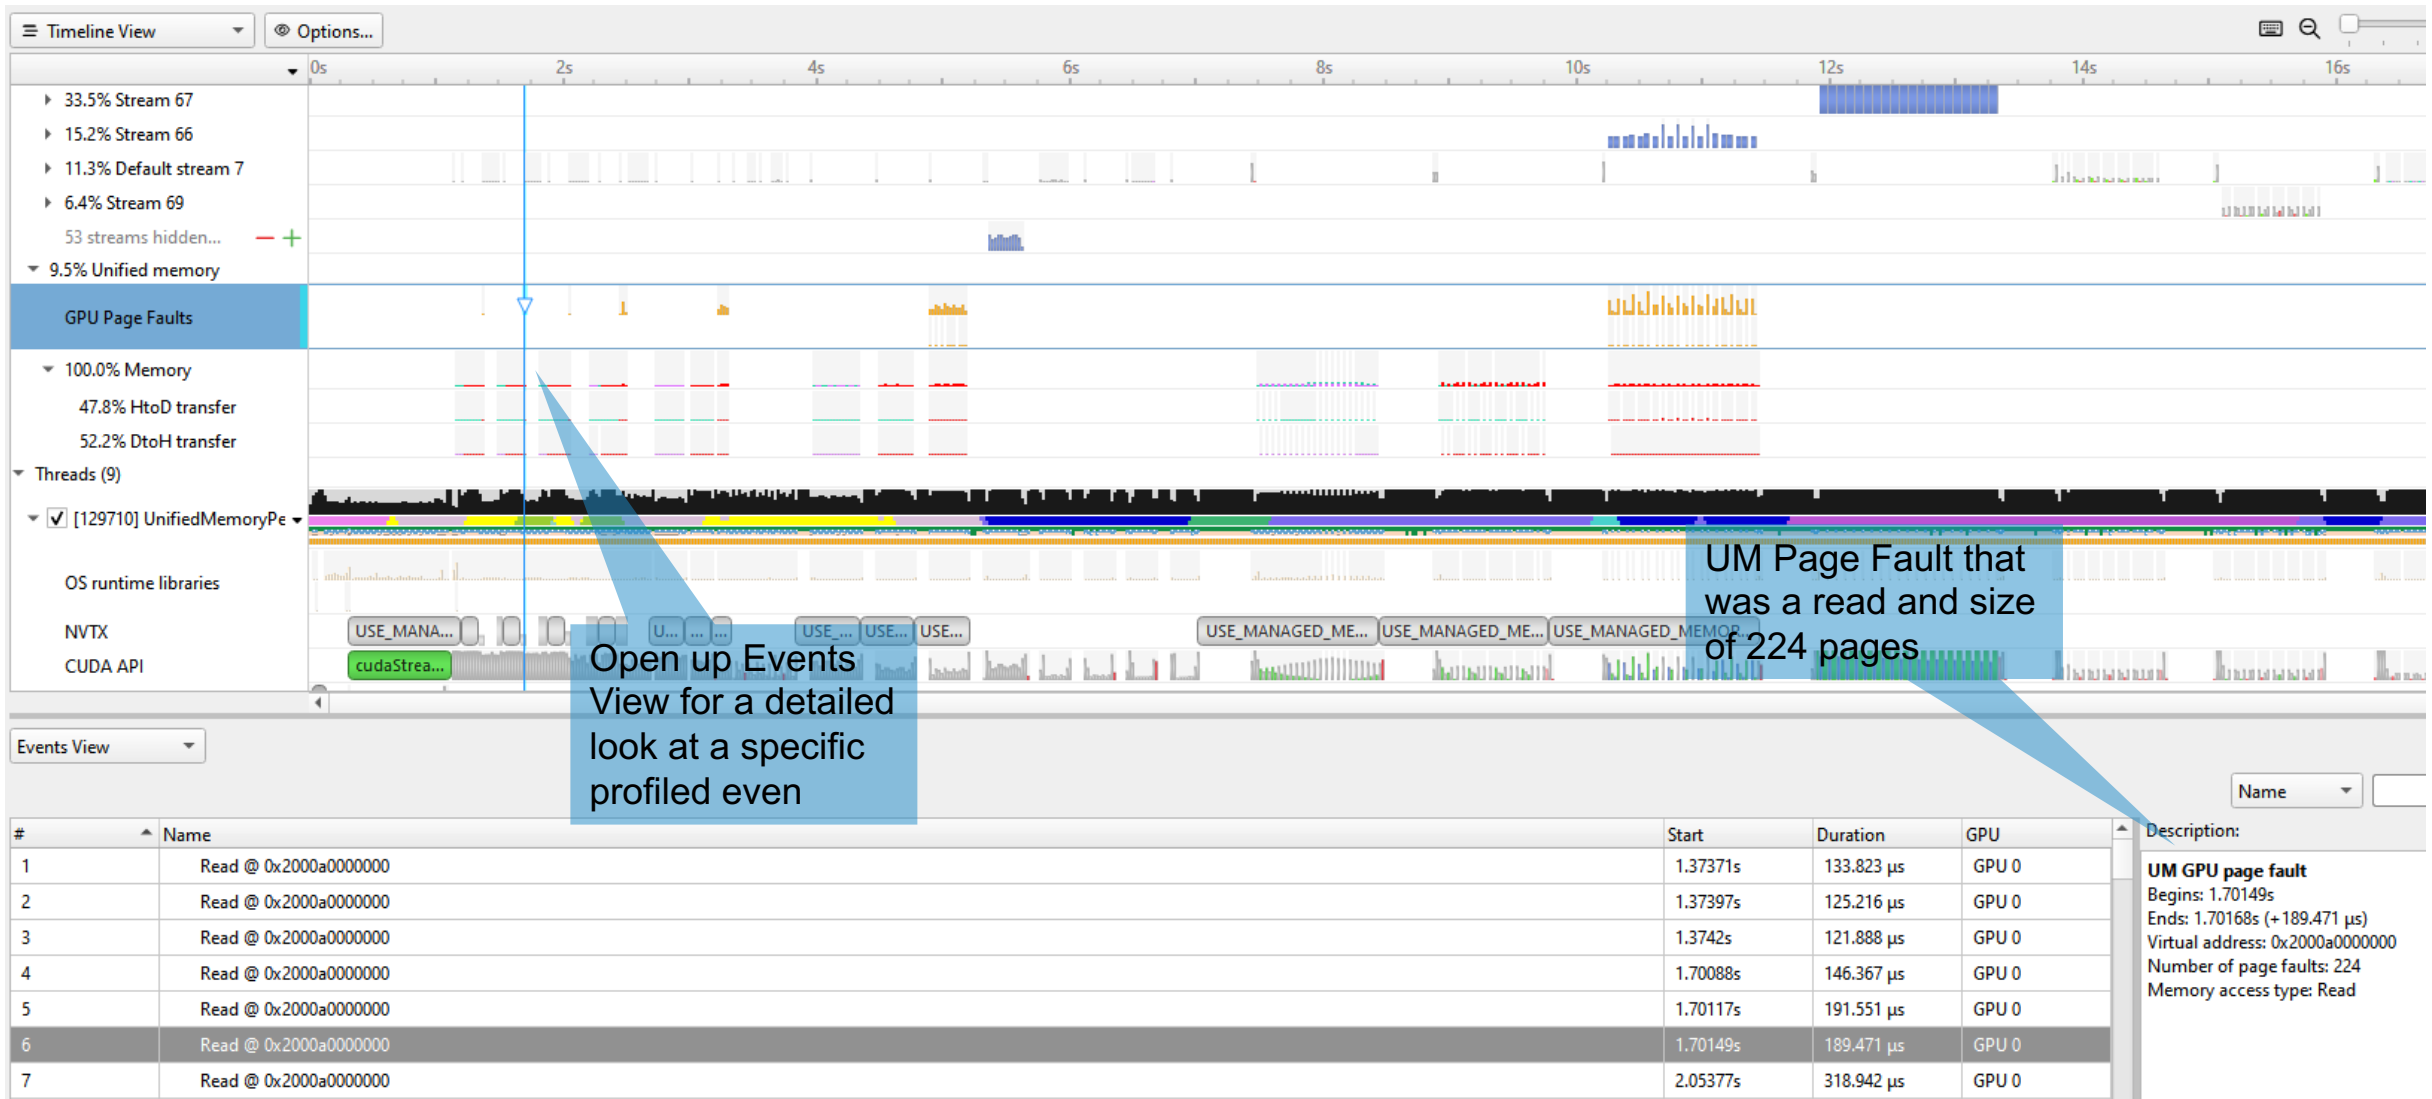 Timeline View
Options...
0s 2s 4s 6s 8s 10s 12s 14s 16s
33.5% Stream 67
15.2% Stream 66
11.3% Default stream 7
6.4% Stream 69
53 streams hidden...
9.5% Unified memory
GPU Page Faults
100.0% Memory
47.8% HtoD transfer
52.2% DtoH transfer
Threads (9)
[129710] UnifiedMemoryPe
OS runtime libraries
NVTX
USE_MANA...
U...
...
...
USE_...
USE...
USE...
USE_MANAGED_ME...
USE_MANAGED_ME...
USE_MANAGED_MEMOR...
CUDA API
cudaStrea...
Open up Events
View for a detailed
look at a specific
profiled even
UM Page Fault that
was a read and size
of 224 pages
Events View
Name
# Name Start Duration GPU
1 Read @ 0x2000a0000000 1.37371s 133.823 μs GPU 0
2 Read @ 0x2000a0000000 1.37397s 125.216 μs GPU 0
3 Read @ 0x2000a0000000 1.3742s 121.888 μs GPU 0
4 Read @ 0x2000a0000000 1.70088s 146.367 μs GPU 0
5 Read @ 0x2000a0000000 1.70117s 191.551 μs GPU 0
6 Read @ 0x2000a0000000 1.70149s 189.471 μs GPU 0
7 Read @ 0x2000a0000000 2.05377s 318.942 μs GPU 0
Description:
UM GPU page fault
Begins: 1.70149s
Ends: 1.70168s (+189.471 μs)
Virtual address: 0x2000a0000000
Number of page faults: 224
Memory access type: Read